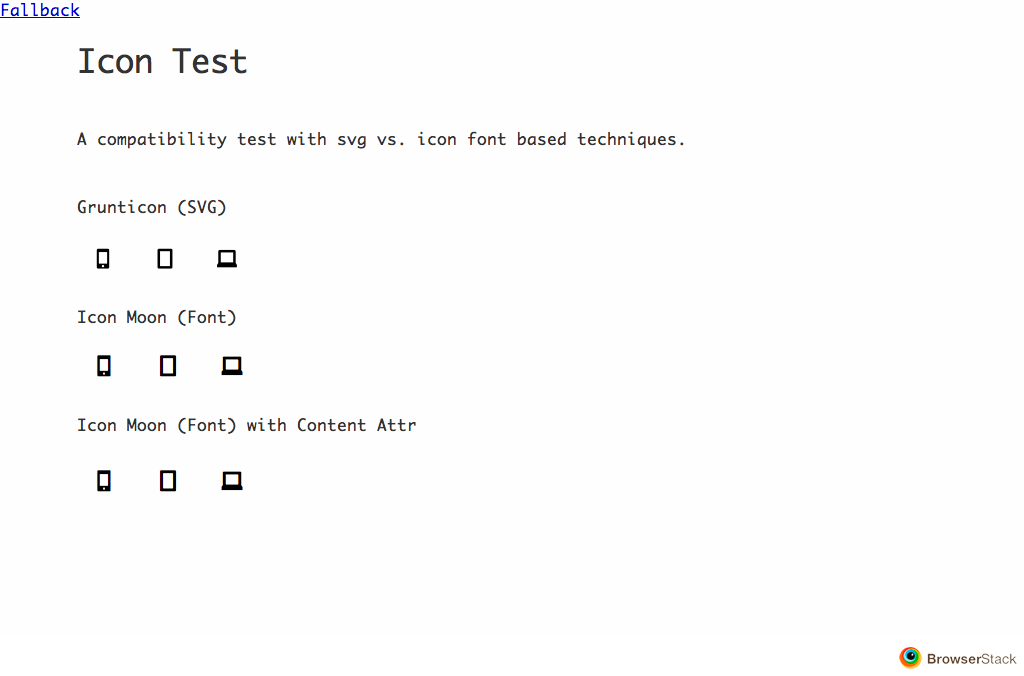 Fallback
Icon Test
A compatibility test with svg vs. icon font based techniques.
Grunticon (SVG)
Icon Moon (Font)
Icon Moon (Font) with Content Attr
BrowserStack